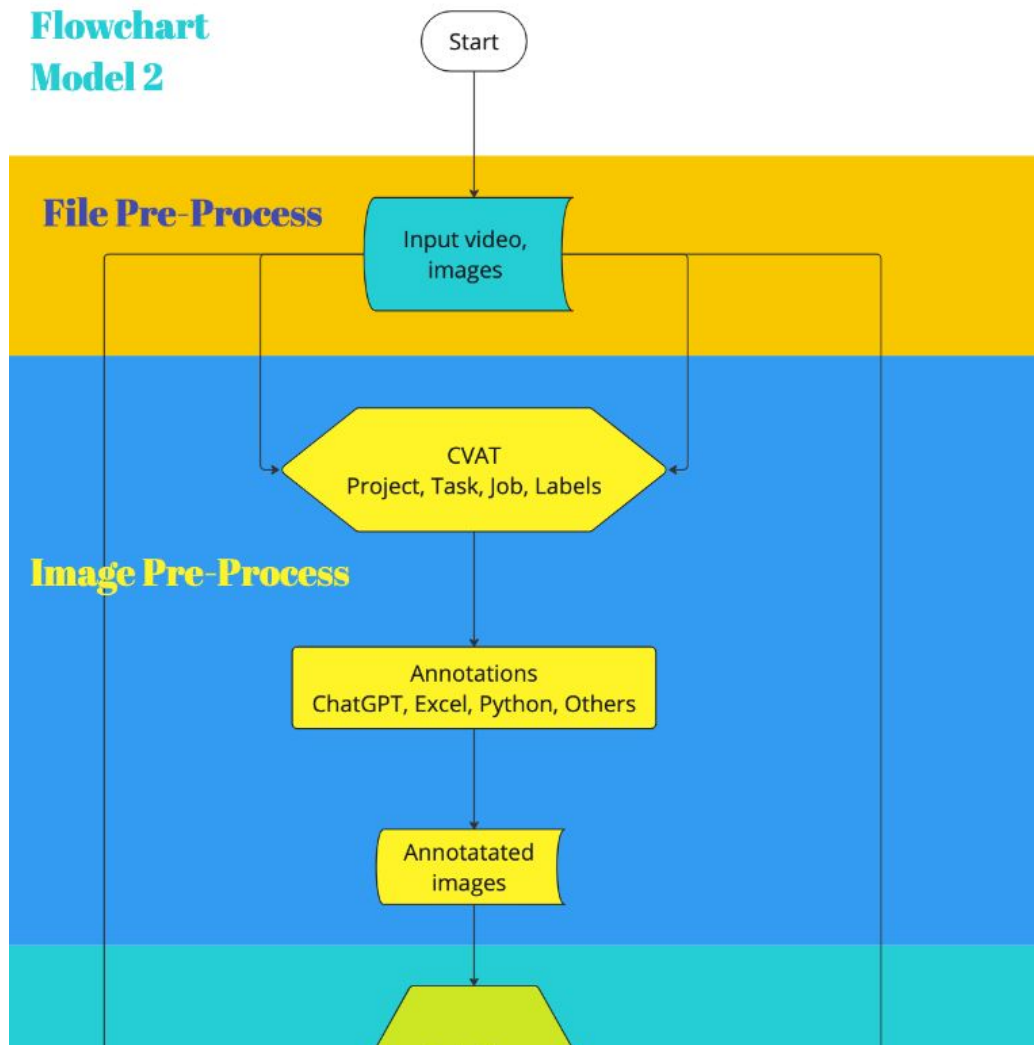 Flowchart
Model 2
Start
File Pre-Process
Input video,
images
CVAT
Project, Task, Job, Labels
Image Pre-Process
Annotations
ChatGPT, Excel, Python, Others
Annotatated
images